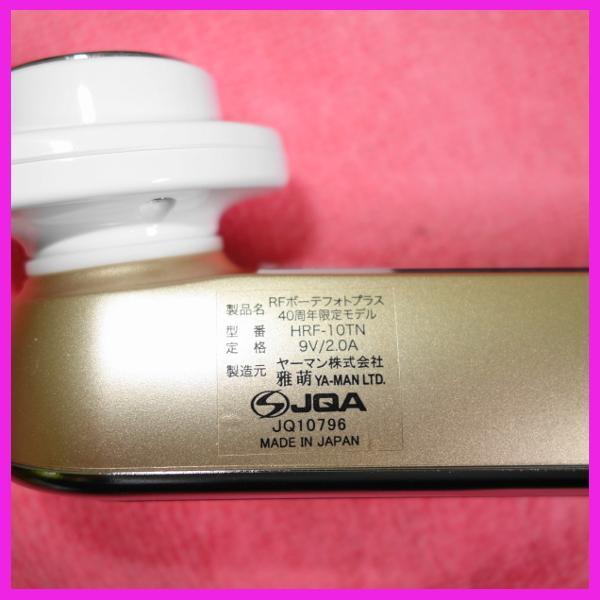 製品名 RFボーテフォトプラス
40周年限定モデル
型 番 HRF-10TN
定 格 9V/2.0A
製造元 ヤーマン株式会社
雅萌 YA-MAN LTD.
JQA
JQ10796
MADE IN JAPAN